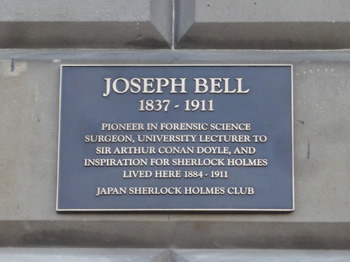 JOSEPH BELL
1837 - 1911
PIONEER IN FORENSIC SCIENCE
SURGEON, UNIVERSITY LECTURER TO
SIR ARTHUR CONAN DOYLE, AND
INSPIRATION FOR SHERLOCK HOLMES
LIVED HERE 1884 - 1911
JAPAN SHERLOCK HOLMES CLUB